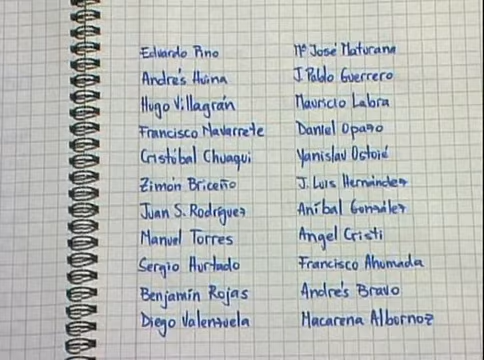 Eduardo Pino
Andrés Huina
Hugo Villagrán
Francisco Navarrete
Cristóbal Chuaqui
Zimón Briceño
Juan S. Rodríguez
Manuel Torres
Sergio Hurtado
Benjamín Rojas
Diego Valenzuela
Mª José Maturana
J. Pablo Guerrero
Mauricio Labra
Daniel Opazo
Yanislav Ostoić
J. Luis Hernández
Aníbal González
Angel Cristi
Francisco Ahumada
Andrés Bravo
Macarena Albornoz